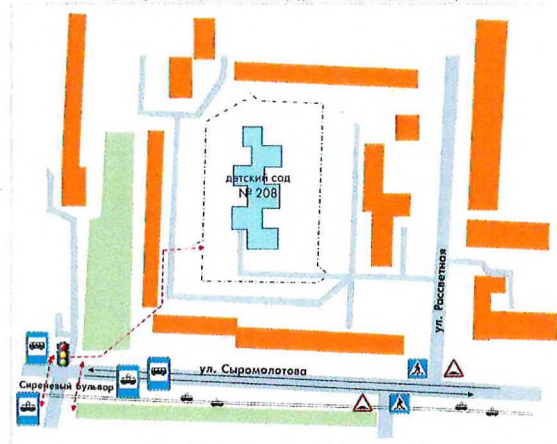 детский сад
№ 208
ул. Рассветная
ул. Сыромолотова
Сиреневый бульвар